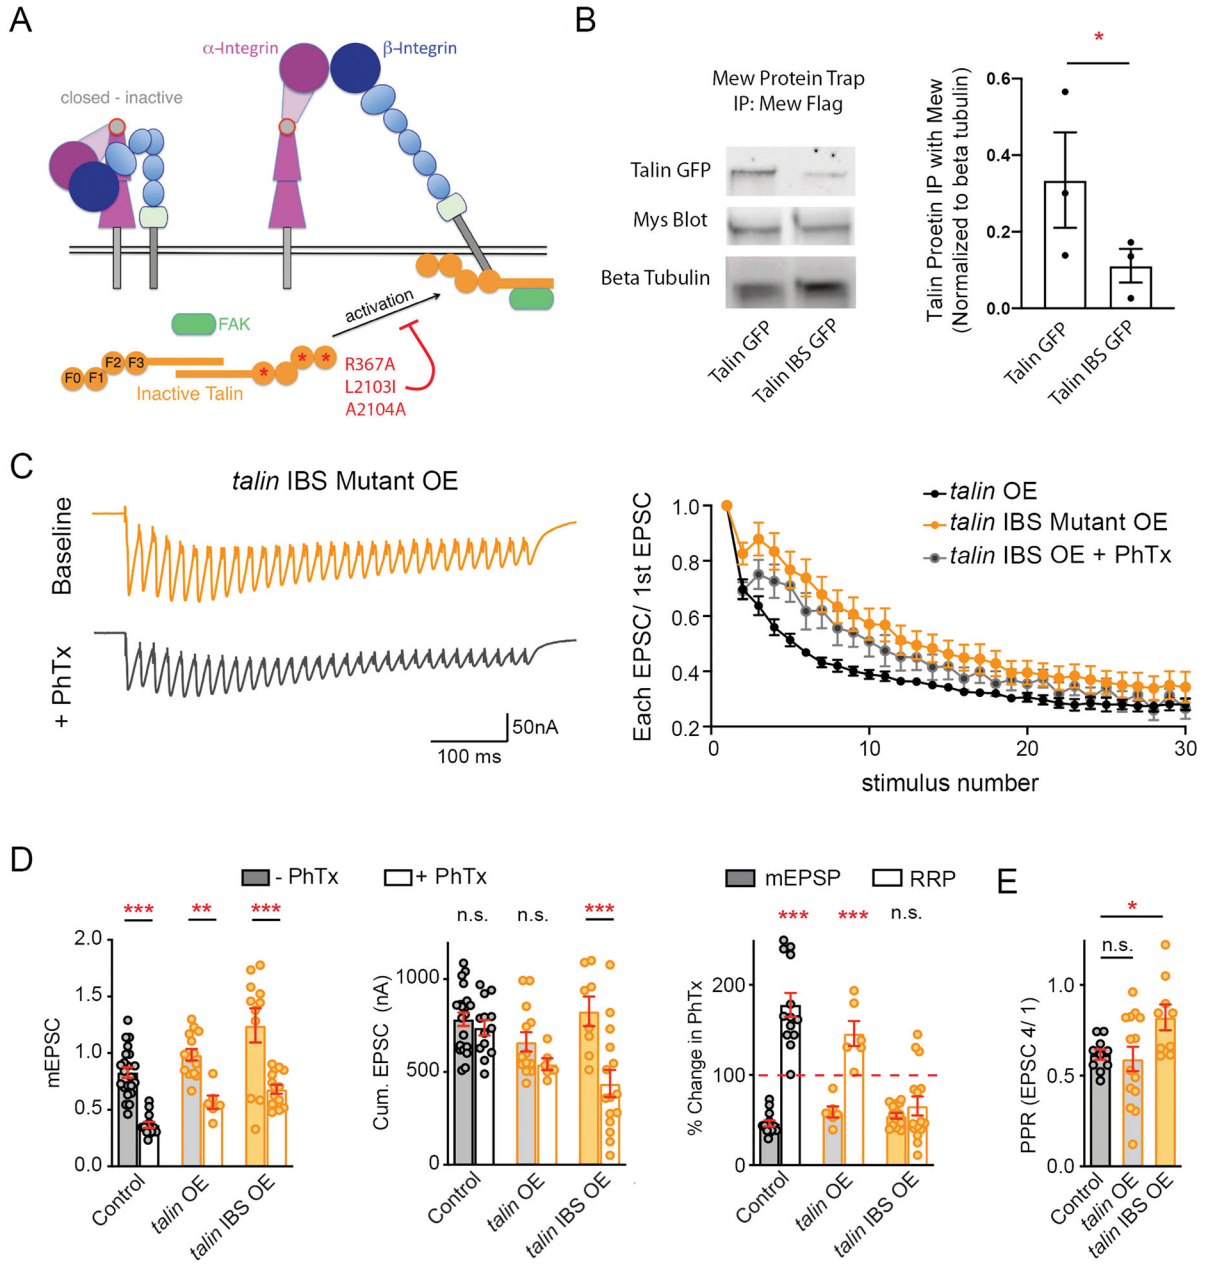 A
α-Integrin
β-Integrin
closed - inactive
activation
FAK
F0
F1
F2
F3
*
*
*
Inactive Talin
R367A
L2103I
A2104A
B
Mew Protein Trap
IP: Mew Flag
Talin GFP
Mys Blot
Beta Tubulin
Talin GFP
Talin IBS GFP
*
Talin Proetin IP with Mew
(Normalized to beta tubulin)
0.6
0.4
0.2
0.0
Talin GFP
Talin IBS GFP
C
talin IBS Mutant OE
Baseline
+ PhTx
50nA
100 ms
Each EPSC/ 1st EPSC
1.0
0.8
0.6
0.4
0.2
0
10
20
30
stimulus number
talin OE
talin IBS Mutant OE
talin IBS OE + PhTx
D
- PhTx
+ PhTx
***
**
***
mEPSC
2.0
1.5
1.0
0.5
0.0
Control
talin OE
talin IBS OE
n.s.
n.s.
***
Cum. EPSC (nA)
1000
500
0
Control
talin OE
talin IBS OE
mEPSP
RRP
***
***
n.s.
% Change in PhTx
200
100
0
Control
talin OE
talin IBS OE
E
*
n.s.
PPR (EPSC 4/ 1)
1.0
0.5
0.0
Control
talin OE
talin IBS OE